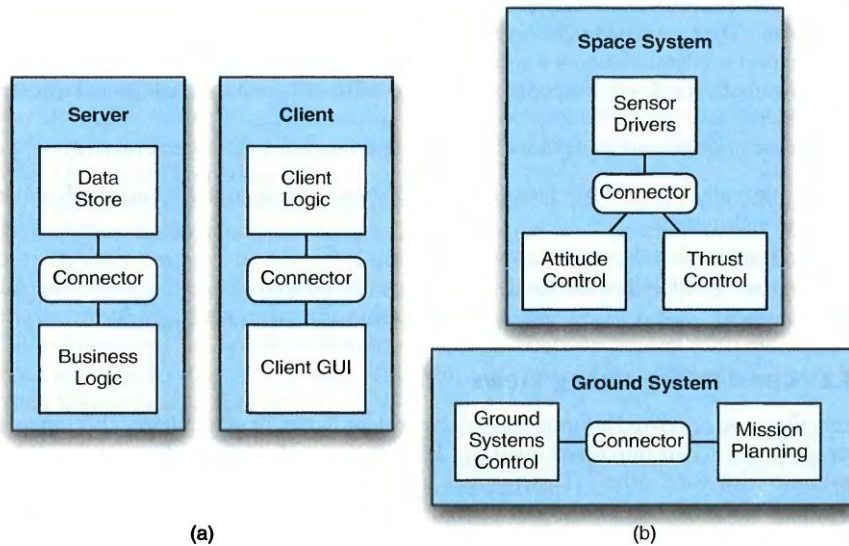 Server
Data
Store
Connector
Business
Logic
Client
Client
Logic
Connector
Client GUI
(a)
Space System
Sensor
Drivers
Connector
Attitude
Control
Thrust
Control
Ground System
Ground
Systems
Control
Connector
Mission
Planning
(b)